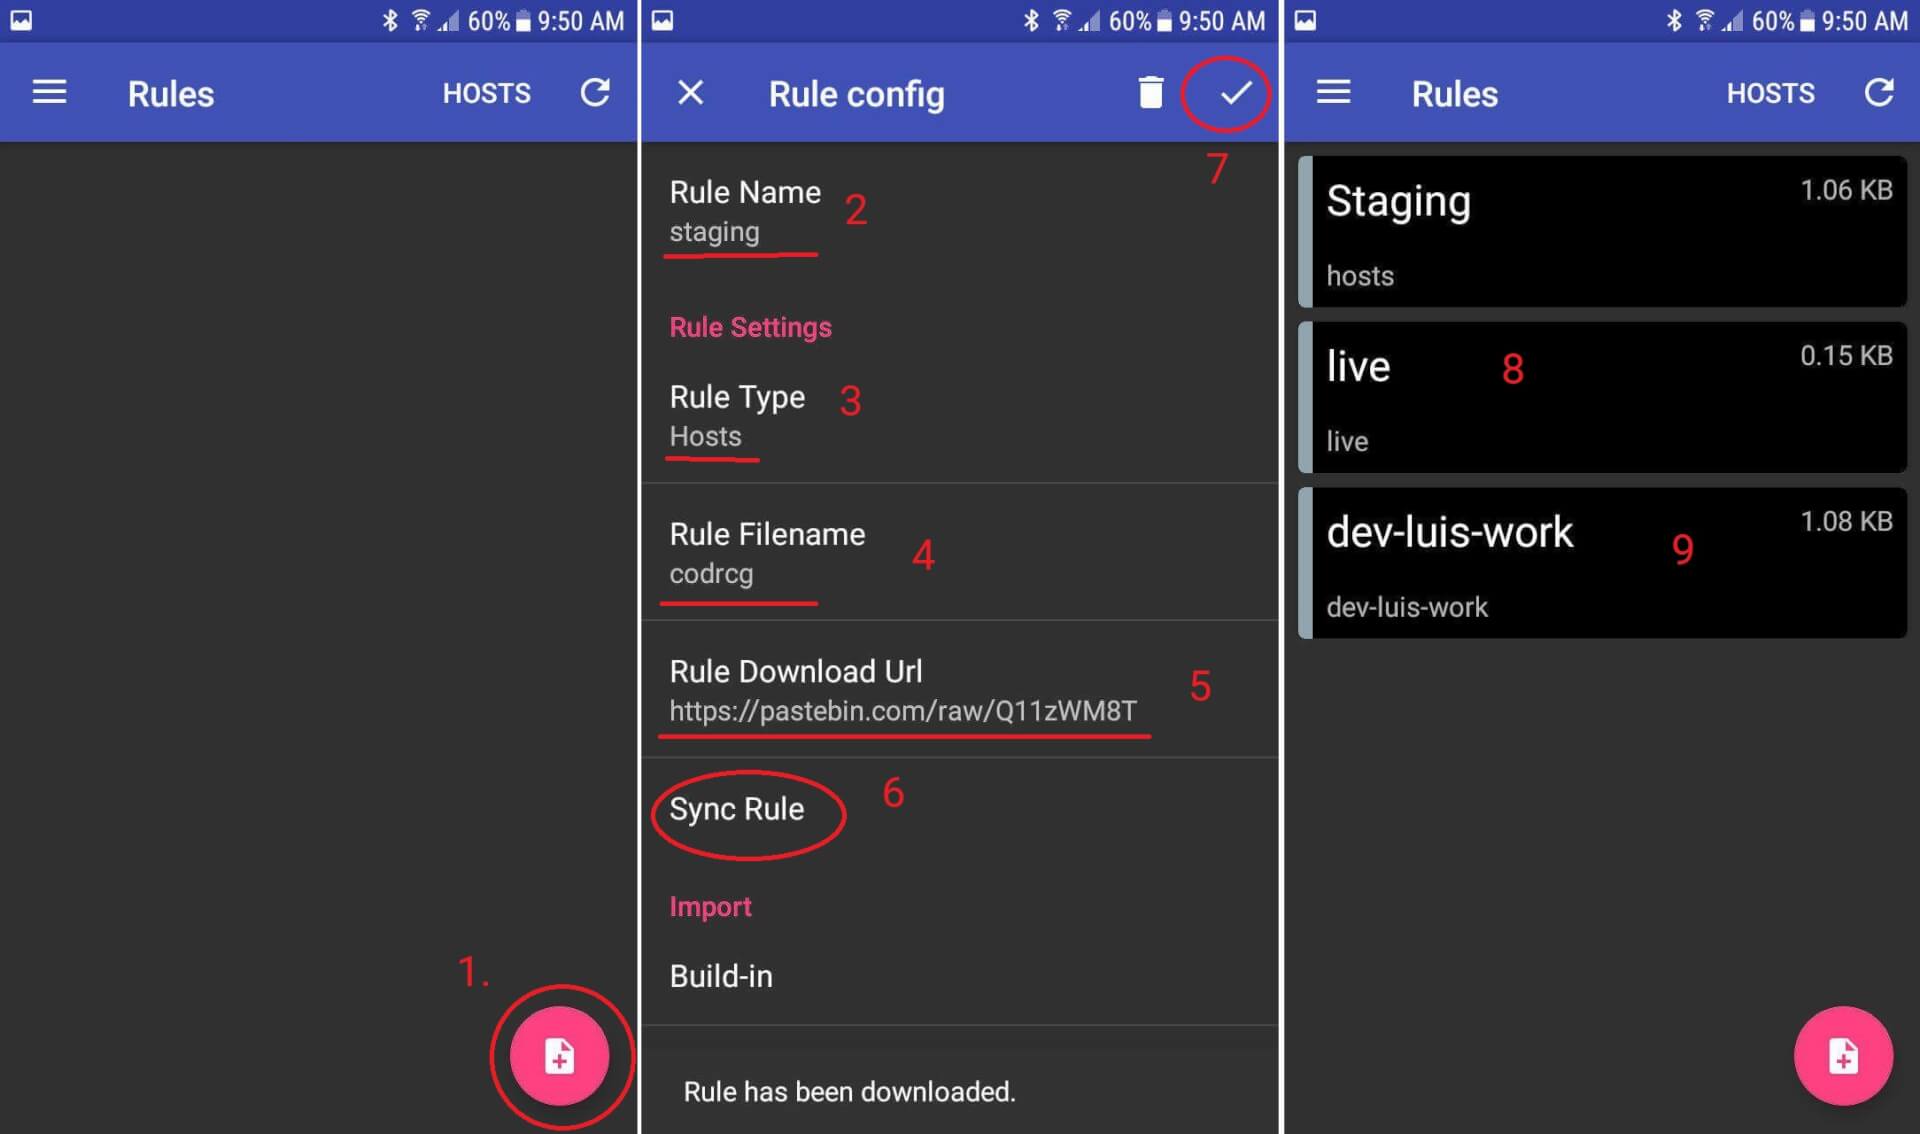 60% 9:50 AM
Rules HOSTS
1.
60% 9:50 AM
Rule config
7
Rule Name
2
staging
Rule Settings
Rule Type
3
Hosts
Rule Filename
4
codrcg
Rule Download Url
5
https://pastebin.com/raw/Q11zWM8T
Sync Rule
6
Import
Build-in
Rule has been downloaded.
60% 9:50 AM
Rules HOSTS
Staging 1.06 KB
hosts
live 8 0.15 KB
live
dev-luis-work 9 1.08 KB
dev-luis-work